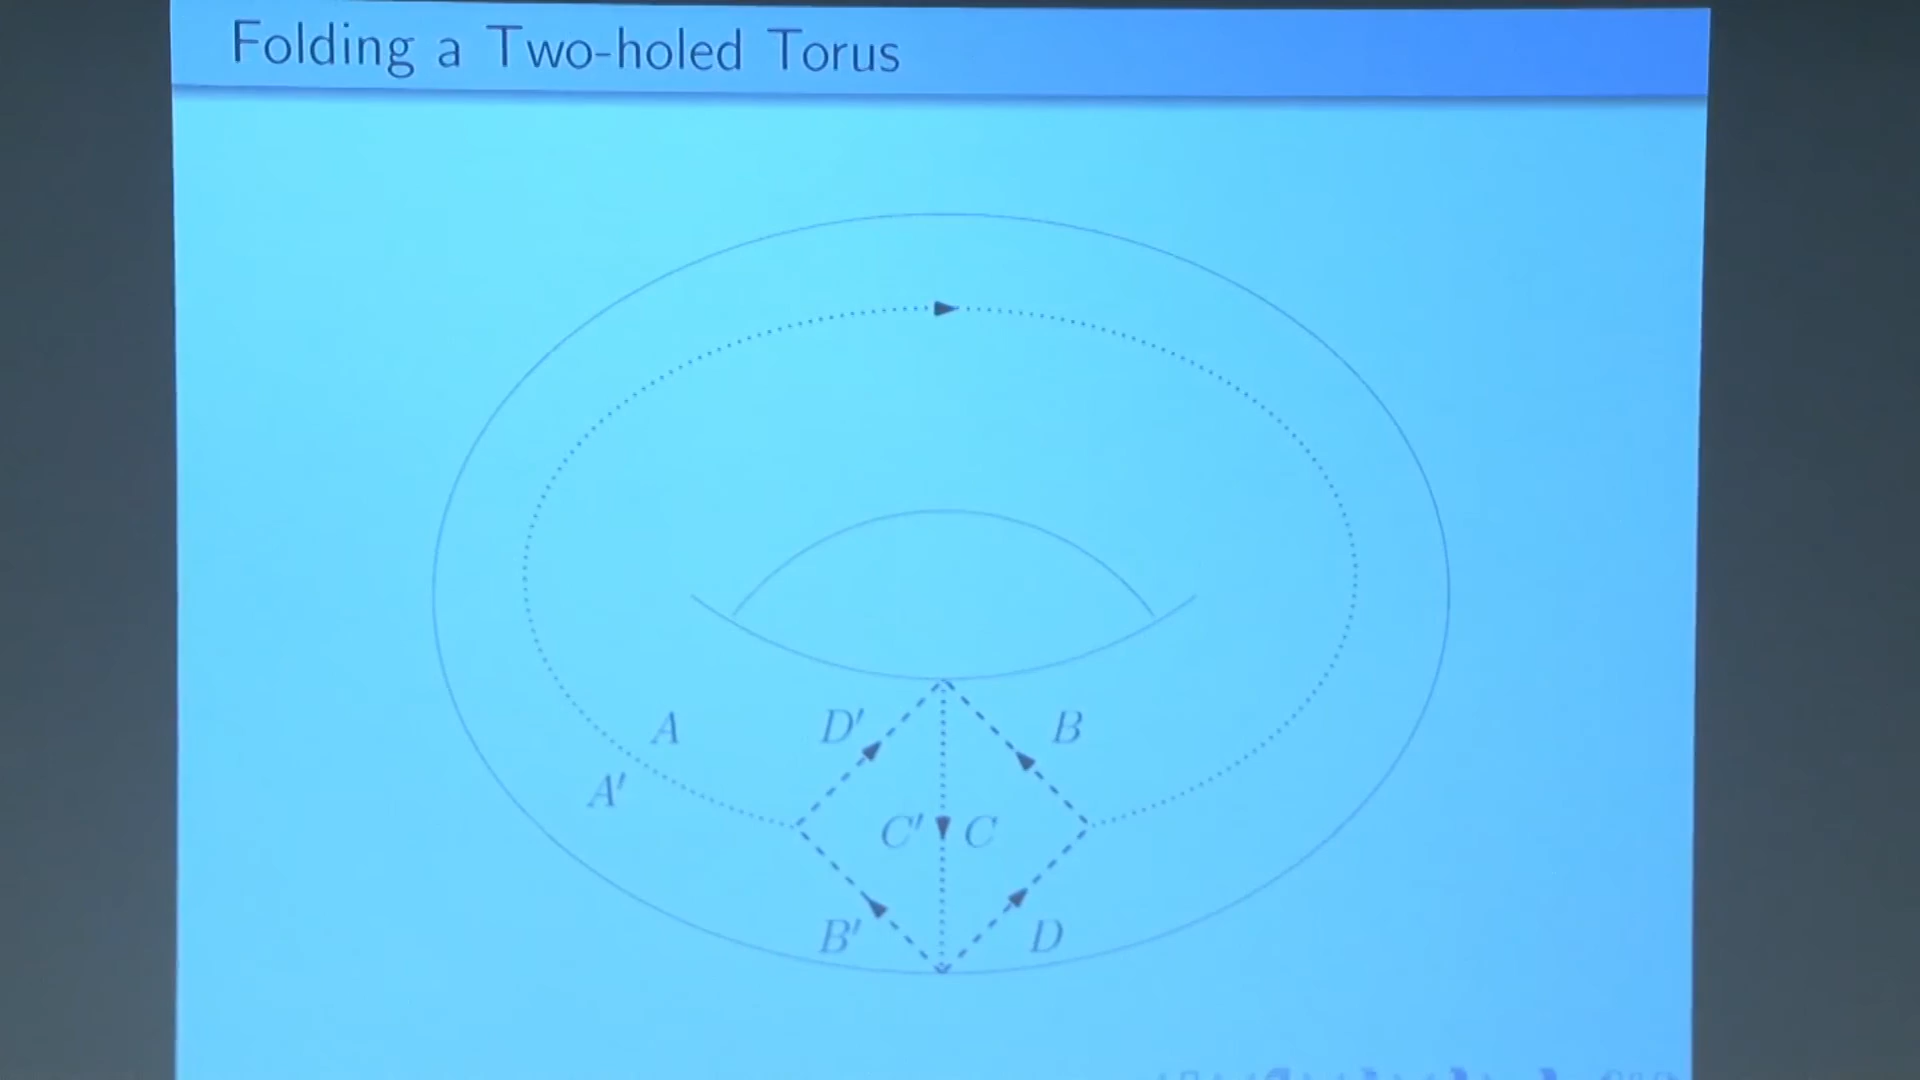 Folding a Two-holed Torus
A
D′
B
A′
C′
C
B′
D